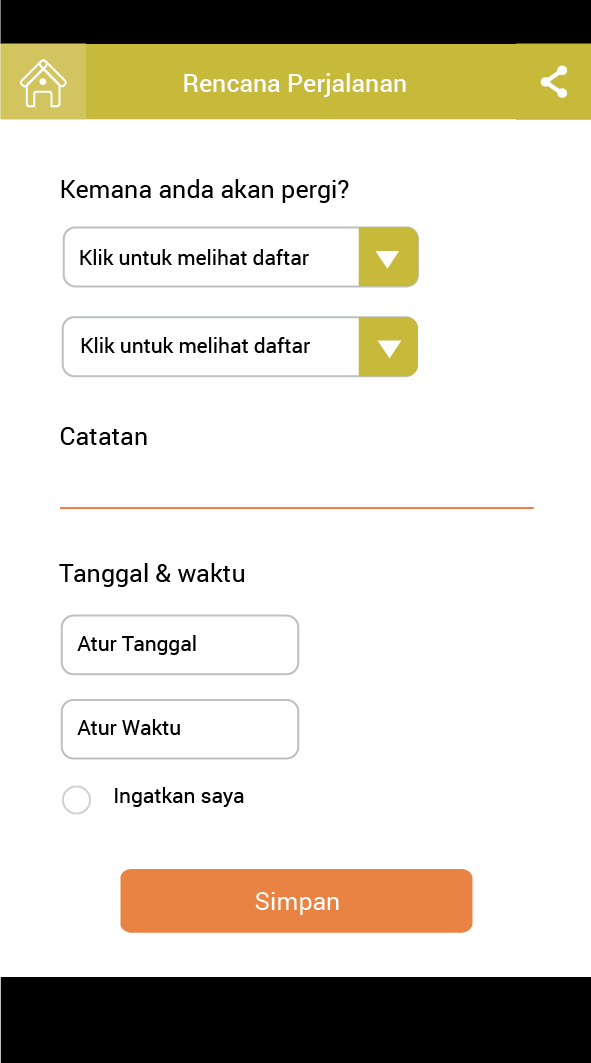 Rencana Perjalanan
Kemana anda akan pergi?
Klik untuk melihat daftar
Klik untuk melihat daftar
Catatan
Tanggal & waktu
Atur Tanggal
Atur Waktu
Ingatkan saya
Simpan